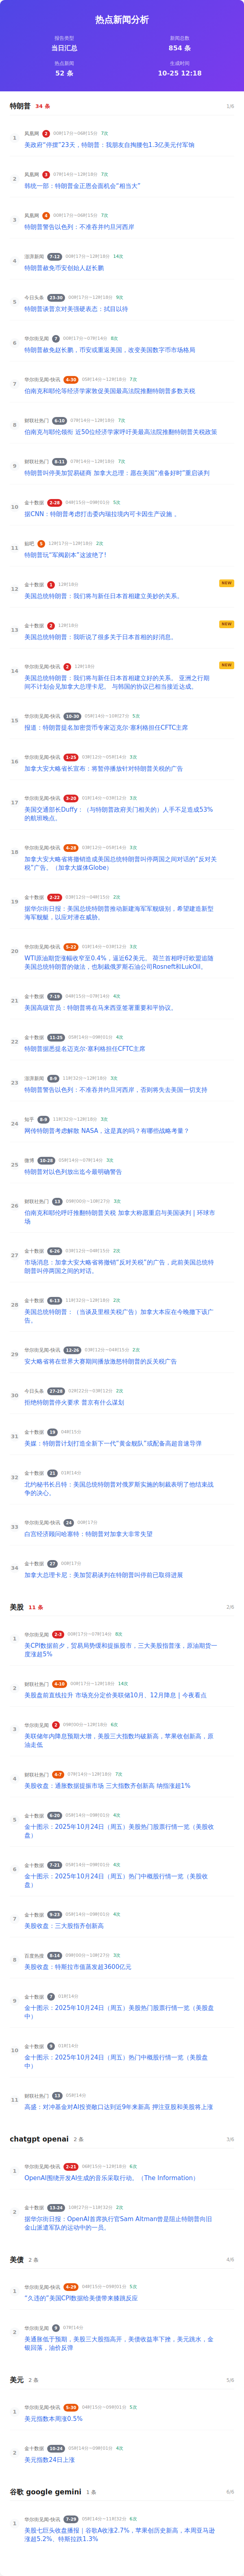 热点新闻分析
报告类型
当日汇总
新闻总数
854 条
热点新闻
52 条
生成时间
10-25 12:18
特朗普 34 条 1/6
1
凤凰网 2 00时17分~06时15分 7次
美政府“停摆”23天，特朗普：我朋友自掏腰包1.3亿美元付军饷
2
凤凰网 3 07时14分~12时18分 7次
韩统一部：特朗普金正恩会面机会“相当大”
3
凤凰网 4 00时17分~06时15分 7次
特朗普警告以色列：不准吞并约旦河西岸
4
澎湃新闻 7-12 00时17分~12时18分 14次
特朗普赦免币安创始人赵长鹏
5
今日头条 23-30 00时17分~12时18分 9次
特朗普谈普京对美强硬表态：拭目以待
6
华尔街见闻 7 00时17分~07时14分 8次
特朗普赦免赵长鹏，币安或重返美国，改变美国数字币市场格局
7
华尔街见闻-快讯 3-30 05时14分~12时18分 7次
伯南克和耶伦等经济学家敦促美国最高法院推翻特朗普多数关税
8
财联社热门 6-10 07时14分~12时18分 7次
伯南克与耶伦领衔 近50位经济学家呼吁美最高法院推翻特朗普关税政策
9
财联社热门 8-11 07时14分~12时18分 7次
特朗普叫停美加贸易磋商 加拿大总理：愿在美国“准备好时”重启谈判
10
金十数据 2-28 04时15分~09时01分 5次
据CNN：特朗普考虑打击委内瑞拉境内可卡因生产设施，
11
贴吧 5 12时17分~12时18分 2次
特朗普玩“军阀剧本”这波绝了!
12
金十数据 1 12时18分
NEW
美国总统特朗普：我们将与新任日本首相建立美妙的关系。
13
金十数据 2 12时18分
NEW
美国总统特朗普：我听说了很多关于日本首相的好消息。
14
华尔街见闻-快讯 2 12时18分
NEW
美国总统特朗普：我们将与新任日本首相建立好的关系。 亚洲之行期间不计划会见加拿大总理卡尼。 与韩国的协议已相当接近达成。
15
华尔街见闻-快讯 10-30 05时14分~10时27分 5次
报道：特朗普提名加密货币专家迈克尔·塞利格担任CFTC主席
16
华尔街见闻-快讯 1-25 03时12分~05时14分 3次
加拿大安大略省长宣布：将暂停播放针对特朗普关税的广告
17
华尔街见闻-快讯 3-29 01时14分~03时12分 3次
美国交通部长Duffy：（与特朗普政府关门相关的）人手不足造成53%的航班晚点。
18
华尔街见闻-快讯 4-28 03时12分~05时14分 3次
加拿大安大略省将撤销造成美国总统特朗普叫停两国之间对话的“反对关税”广告。（加拿大媒体Globe）
19
金十数据 2-22 03时12分~04时15分 2次
据华尔街日报：美国总统特朗普推动新建海军军舰级别，希望建造新型海军舰艇，以应对潜在威胁。
20
华尔街见闻-快讯 5-22 01时14分~03时12分 3次
WTI原油期货涨幅收窄至0.4%，逼近62美元。 荷兰首相呼吁欧盟追随美国总统特朗普的做法，也制裁俄罗斯石油公司Rosneft和LukOil。
21
金十数据 7-19 04时15分~07时14分 4次
美国高级官员：特朗普将在马来西亚签署重要和平协议。
22
金十数据 11-25 05时14分~09时01分 4次
特朗普据悉提名迈克尔·塞利格担任CFTC主席
23
澎湃新闻 8-9 11时32分~12时18分 3次
特朗普警告以色列：不准吞并约旦河西岸，否则将失去美国一切支持
24
知乎 8-9 11时32分~12时18分 3次
网传特朗普考虑解散 NASA，这是真的吗？有哪些战略考量？
25
微博 10-28 05时14分~07时14分 3次
特朗普对以色列放出迄今最明确警告
26
财联社热门 13 09时00分~10时27分 3次
伯南克和耶伦呼吁推翻特朗普关税 加拿大称愿重启与美国谈判丨环球市场
27
金十数据 6-26 03时12分~04时15分 2次
市场消息：加拿大安大略省将撤销“反对关税”的广告，此前美国总统特朗普叫停两国之间的对话。
28
金十数据 6-13 11时32分~12时18分 2次
美国总统特朗普：（当谈及里根关税广告）加拿大本应在今晚撤下该广告。
29
华尔街见闻-快讯 12-26 03时12分~04时15分 2次
安大略省将在世界大赛期间播放激怒特朗普的反关税广告
30
今日头条 27-28 02时21分~03时12分 2次
拒绝特朗普停火要求 普京有什么谋划
31
金十数据 19 04时15分
美媒：特朗普计划打造全新下一代“黄金舰队”或配备高超音速导弹
32
金十数据 21 01时14分
北约秘书长吕特：美国总统特朗普对俄罗斯实施的制裁表明了他结束战争的决心。
33
华尔街见闻-快讯 24 00时17分
白宫经济顾问哈塞特：特朗普对加拿大非常失望
34
金十数据 27 00时17分
加拿大总理卡尼：美加贸易谈判在特朗普叫停前已取得进展
美股 11 条 2/6
1
华尔街见闻 2-3 00时17分~07时14分 8次
美CPI数据前夕，贸易局势缓和提振股市，三大美股指普涨，原油期货一度涨超5%
2
财联社热门 4-10 00时17分~12时18分 14次
美股盘前直线拉升 市场充分定价美联储10月、12月降息 | 今夜看点
3
华尔街见闻 2 09时00分~12时18分 6次
美联储年内降息预期大增，美股三大指数均破新高，苹果收创新高，原油走低
4
财联社热门 4-7 07时14分~12时18分 7次
美股收盘：通胀数据提振市场 三大指数齐创新高 纳指涨超1%
5
金十数据 6-20 05时14分~09时01分 4次
金十图示：2025年10月24日（周五）美股热门股票行情一览（美股收盘）
6
金十数据 7-21 05时14分~09时01分 4次
金十图示：2025年10月24日（周五）热门中概股行情一览（美股收盘）
7
金十数据 9-23 05时14分~09时01分 4次
美股收盘：三大股指齐创新高
8
百度热搜 8-14 09时00分~10时27分 3次
美股收盘：特斯拉市值蒸发超3600亿元
9
金十数据 7 01时14分
金十图示：2025年10月24日（周五）美股热门股票行情一览（美股盘中）
10
金十数据 9 01时14分
金十图示：2025年10月24日（周五）热门中概股行情一览（美股盘中）
11
财联社热门 13 05时14分
高盛：对冲基金对AI投资敞口达到近9年来新高 押注亚股和美股将上涨
chatgpt openai 2 条 3/6
1
华尔街见闻-快讯 2-21 06时15分~12时18分 6次
OpenAI围绕开发AI生成的音乐采取行动。（The Information）
2
金十数据 13-24 10时27分~11时32分 2次
据华尔街日报：OpenAI首席执行官Sam Altman曾是阻止特朗普向旧金山派遣军队的运动中的一员。
美债 2 条 4/6
1
华尔街见闻-快讯 4-29 04时15分~09时01分 5次
“久违的”美国CPI数据给美债带来膝跳反应
2
华尔街见闻 9 07时14分
美通胀低于预期，美股三大股指高开，美债收益率下挫，美元跳水，金银回落，油价反弹
美元 2 条 5/6
1
华尔街见闻-快讯 5-30 04时15分~09时01分 5次
美元指数本周涨0.5%
2
金十数据 10-24 05时14分~09时01分 4次
美元指数24日上涨
谷歌 google gemini 1 条 6/6
1
华尔街见闻-快讯 7-29 05时14分~11时32分 6次
美股七巨头收盘播报｜谷歌A收涨2.7%，苹果创历史新高，本周亚马逊涨超5.2%、特斯拉跌1.3%